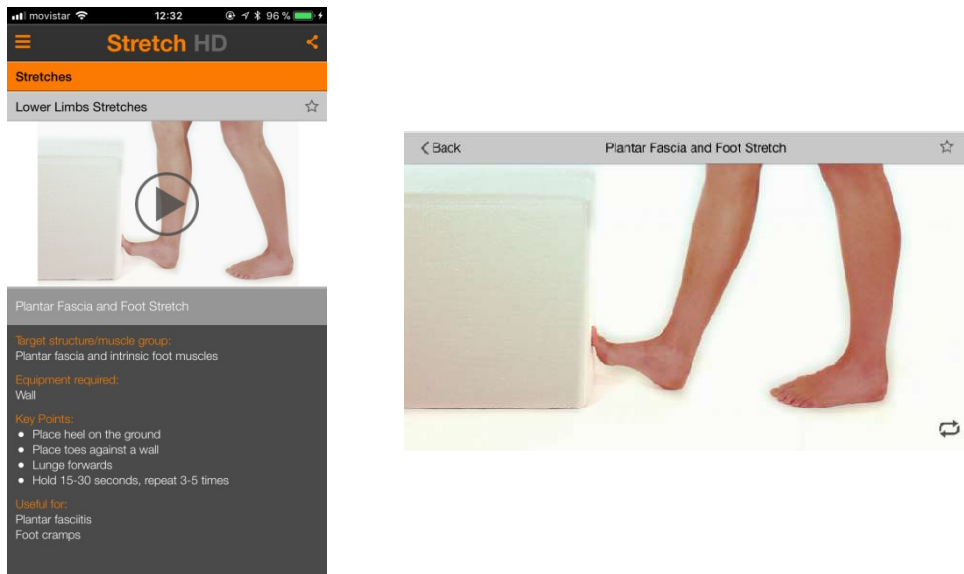 movistar 12:32 96 %
Stretch HD
Stretches
Lower Limbs Stretches
Plantar Fascia and Foot Stretch
Target structure/muscle group:
Plantar fascia and intrinsic foot muscles
Equipment required:
Wall
Key Points:
• Place heel on the ground
• Place toes against a wall
• Lunge forwards
• Hold 15-30 seconds, repeat 3-5 times
Useful for:
Plantar fasciitis
Foot cramps
Back Plantar Fascia and Foot Stretch